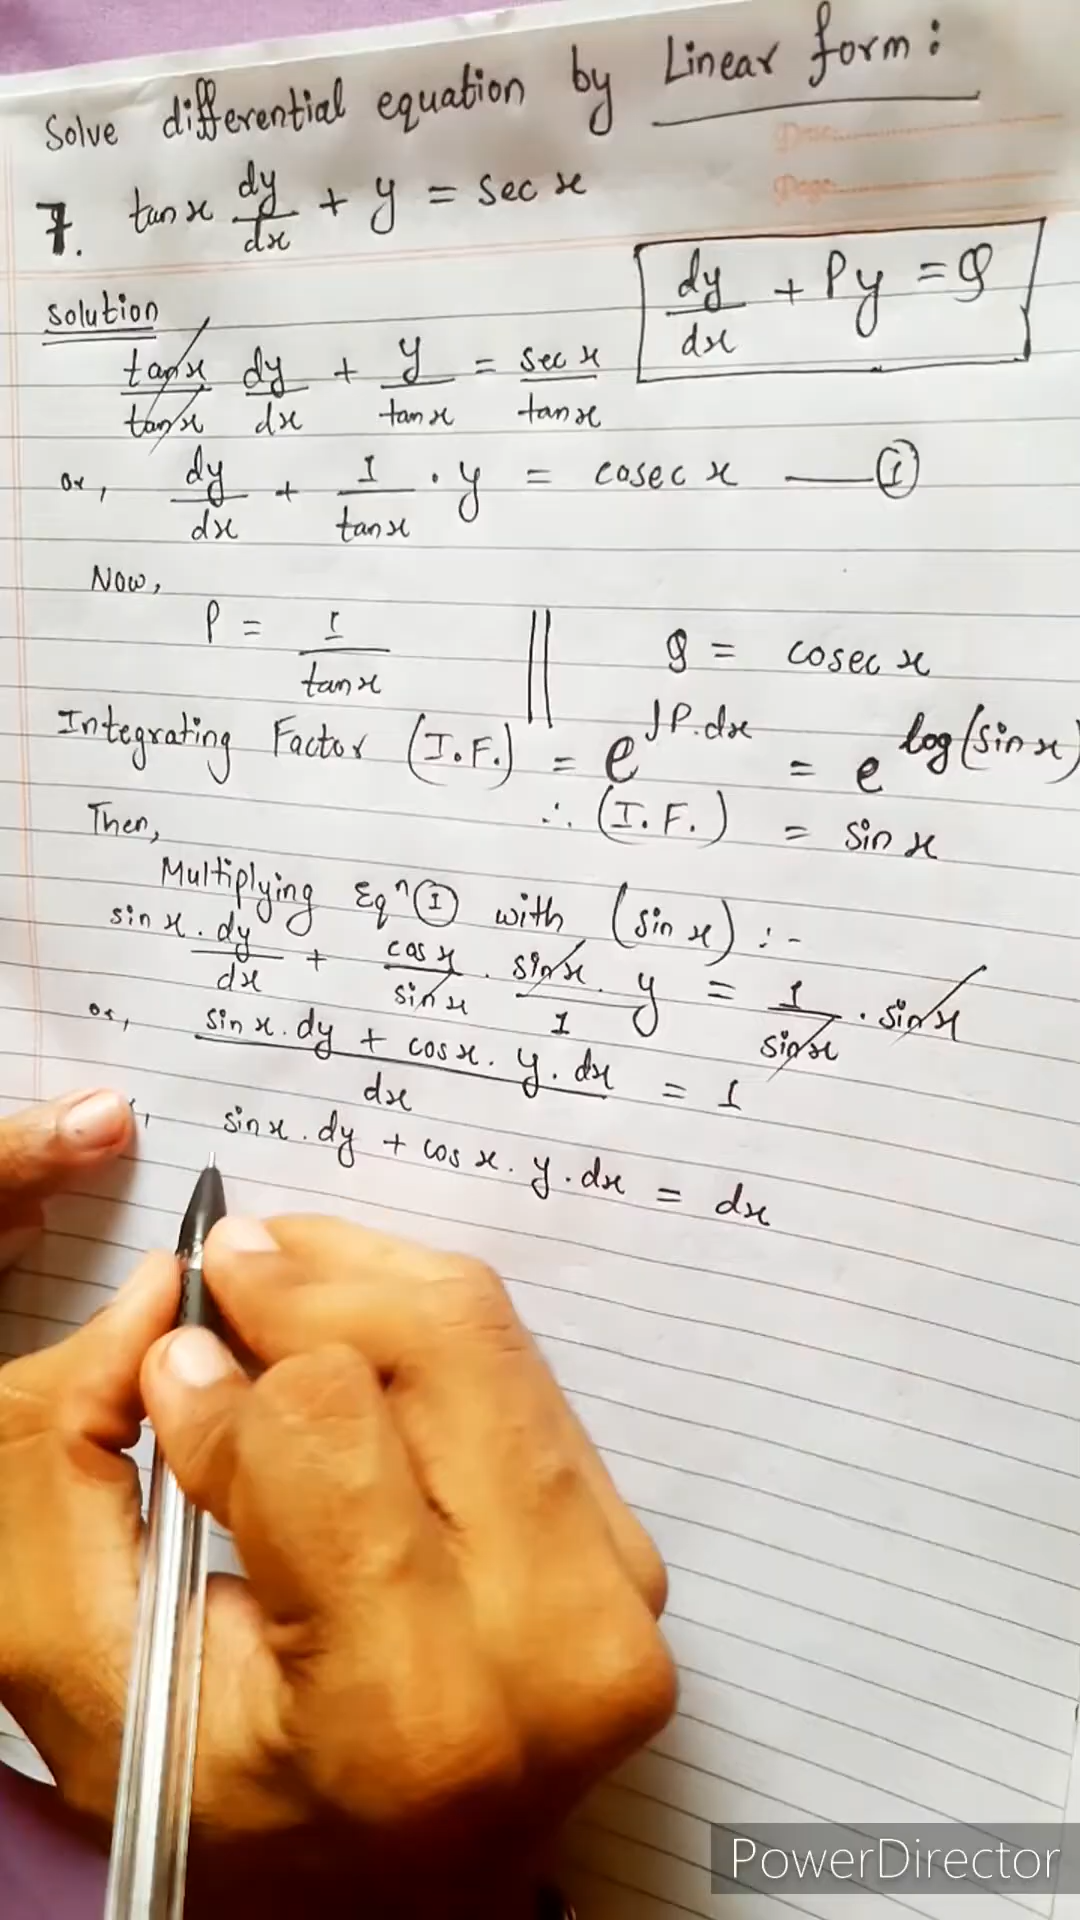 Solve differential equation by Linear form:
7. tan x dy/dx + y = sec x
dy/dx + Py = Q
Solution
tan x/tan x dy/dx + y/tan x = sec x/tan x
or, dy/dx + 1/tan x · y = cosec x —— ①
Now,
P = 1/tan x || Q = cosec x
Integrating Factor (I.F.) = e^∫P.dx = e^log(sin x)
∴ (I.F.) = sin x
Then,
Multiplying Eqⁿ ① with (sin x) :-
sin x . dy/dx + cos x/sin x . sin x/1 . y = 1/sin x . sin x
or, sin x . dy + cos x . y . dx/dx = 1
sin x . dy + cos x . y . dx = dx
PowerDirector